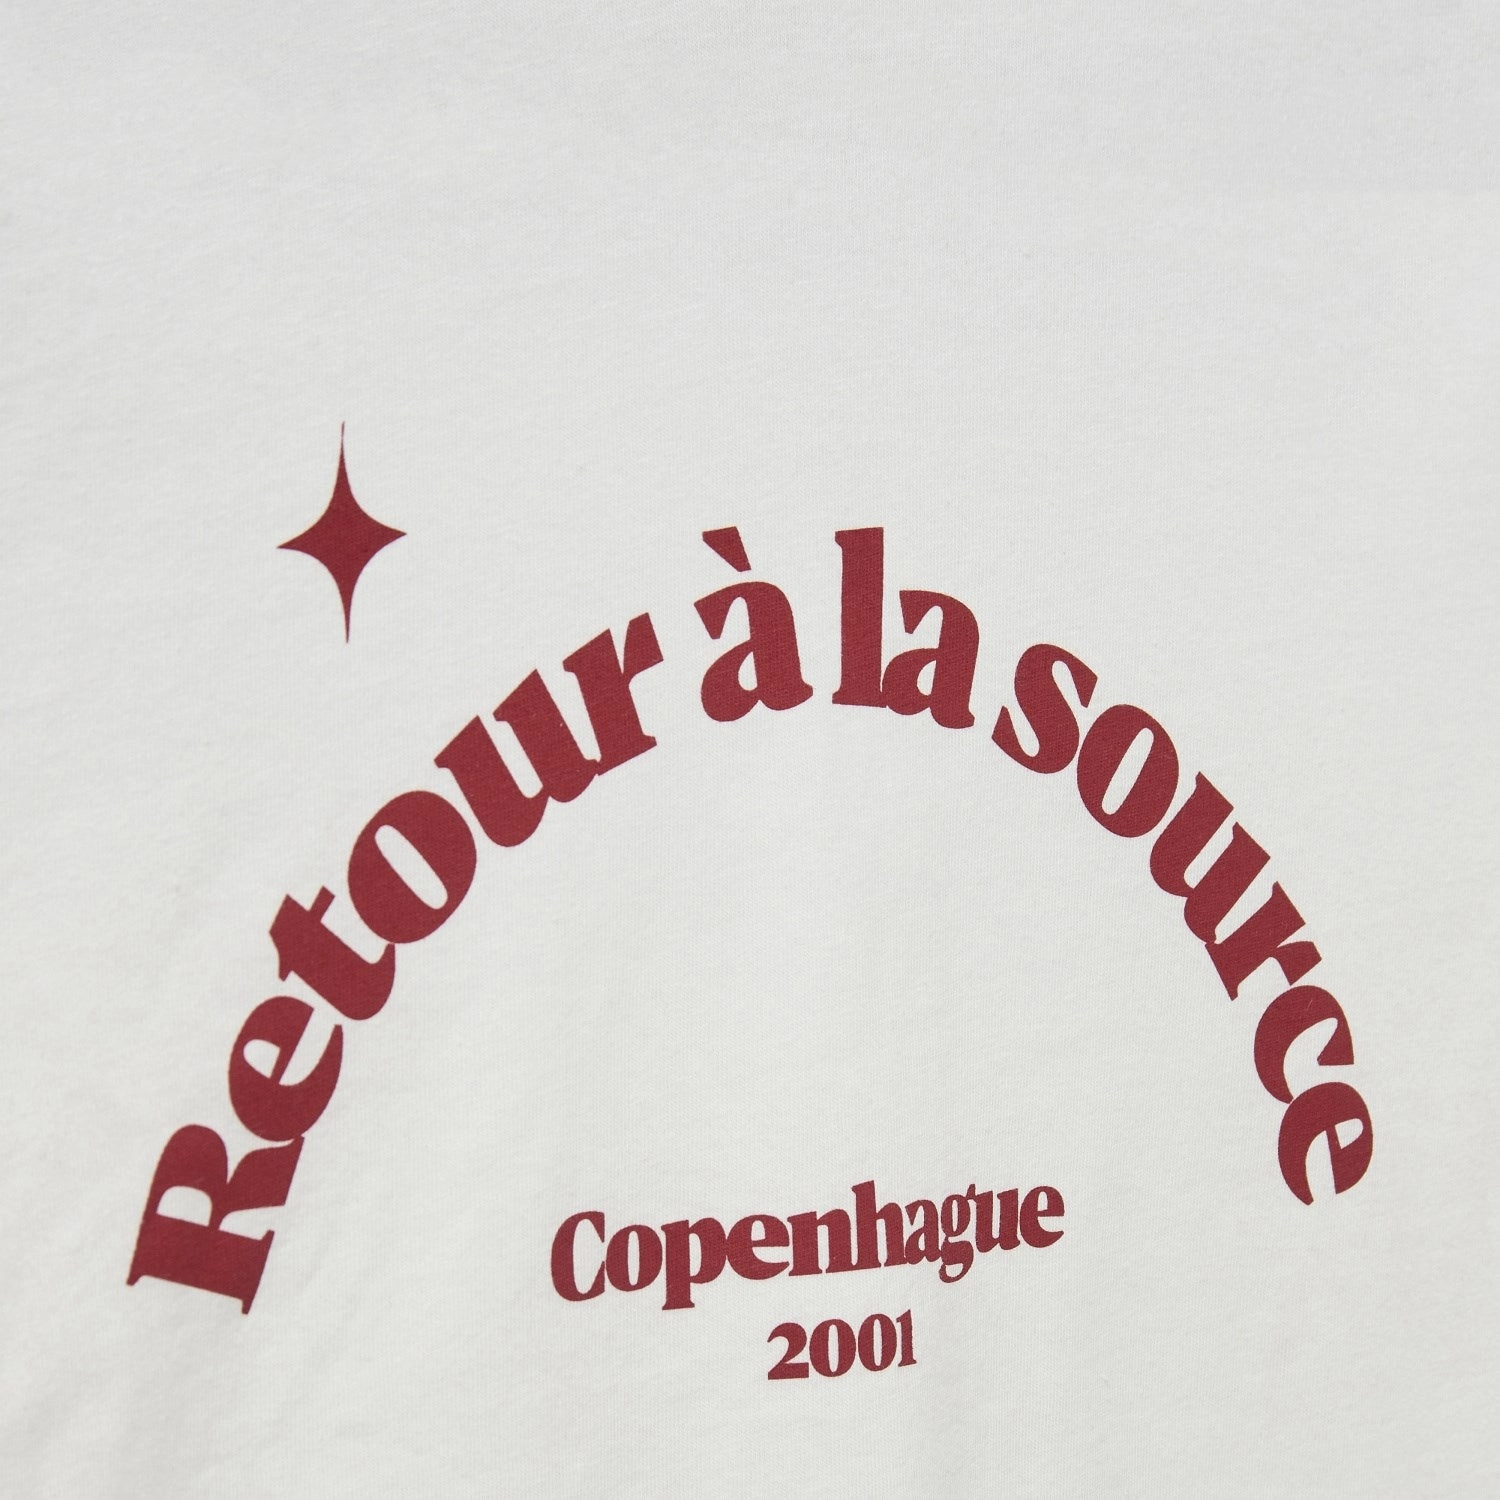 Retour à la source
Copenhague
2001